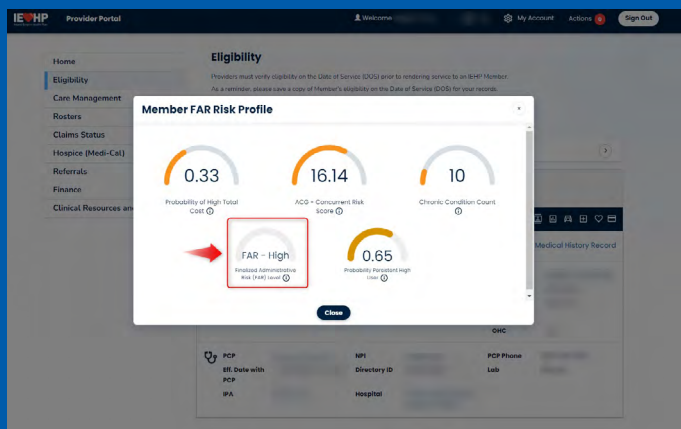 IEHP
Provider Portal
Welcome
My Account
Actions
Sign Out
Home
Eligibility
Care Management
Rosters
Claims Status
Hospice (Medi-Cal)
Referrals
Finance
Clinical Resources an
Eligibility
Providers must verify eligibility on the Date of Service (DOS) prior to rendering service to an IEHP Member.
As a reminder, please save a copy of Member's eligibility on the Date of Service (DOS) for your records.
Member FAR Risk Profile
0.33
Probability of High Total
Cost
16.14
ACG - Concurrent Risk
Score
10
Chronic Condition Count
FAR - High
Finalized Administrative
Risk (FAR) Level
0.65
Probability Persistent High
User
Close
Medical History Record
OHC
PCP
NPI
PCP Phone
Eff. Date with
PCP
Directory ID
Lab
IPA
Hospital